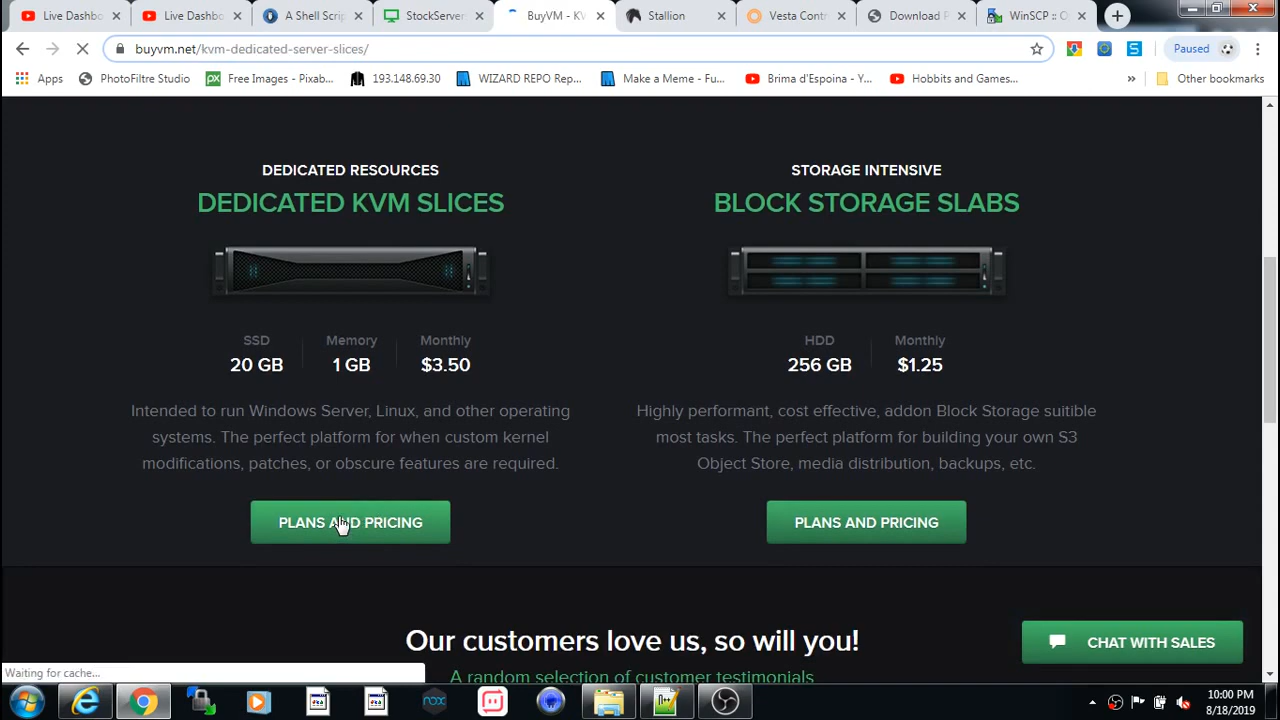 Live Dashbo
Live Dashbo
A Shell Scri
StockServer
BuyVM - KV
Stallion
Vesta Cont
Download F
WinSCP :: O
buyvm.net/kvm-dedicated-server-slices/
Paused
Apps
PhotoFiltre Studio
Free Images - Pixab...
193.148.69.30
WIZARD REPO Rep...
Make a Meme - Fu...
Brima d'Espoina - Y...
Hobbits and Games...
»
Other bookmarks
DEDICATED RESOURCES
DEDICATED KVM SLICES
SSD Memory Monthly
20 GB 1 GB $3.50
Intended to run Windows Server, Linux, and other operating
systems. The perfect platform for when custom kernel
modifications, patches, or obscure features are required.
PLANS AND PRICING
STORAGE INTENSIVE
BLOCK STORAGE SLABS
HDD Monthly
256 GB $1.25
Highly performant, cost effective, addon Block Storage suitible
most tasks. The perfect platform for building your own S3
Object Store, media distribution, backups, etc.
PLANS AND PRICING
Our customers love us, so will you!
A random selection of customer testimonials
CHAT WITH SALES
Waiting for cache...
10:00 PM
8/18/2019